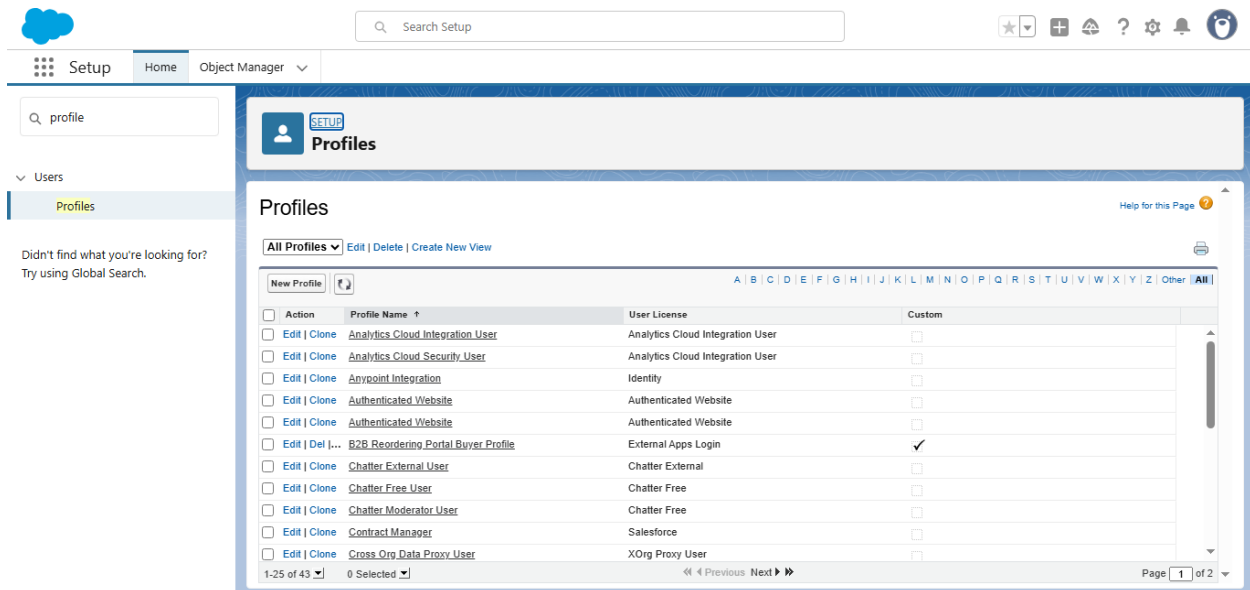 Search Setup
Setup
Home
Object Manager
profile
Users
Profiles
Didn't find what you're looking for?
Try using Global Search.
SETUP
Profiles
Profiles
Help for this Page ?
All Profiles Edit | Delete | Create New View
New Profile
A | B | C | D | E | F | G | H | I | J | K | L | M | N | O | P | Q | R | S | T | U | V | W | X | Y | Z | Other | All |
Action Profile Name ↑ User License Custom
Edit | Clone Analytics Cloud Integration User Analytics Cloud Integration User
Edit | Clone Analytics Cloud Security User Analytics Cloud Integration User
Edit | Clone Anypoint Integration Identity
Edit | Clone Authenticated Website Authenticated Website
Edit | Clone Authenticated Website Authenticated Website
Edit | Del |... B2B Reordering Portal Buyer Profile External Apps Login ✓
Edit | Clone Chatter External User Chatter External
Edit | Clone Chatter Free User Chatter Free
Edit | Clone Chatter Moderator User Chatter Free
Edit | Clone Contract Manager Salesforce
Edit | Clone Cross Org Data Proxy User XOrg Proxy User
1-25 of 43 0 Selected Previous Next Page 1 of 2